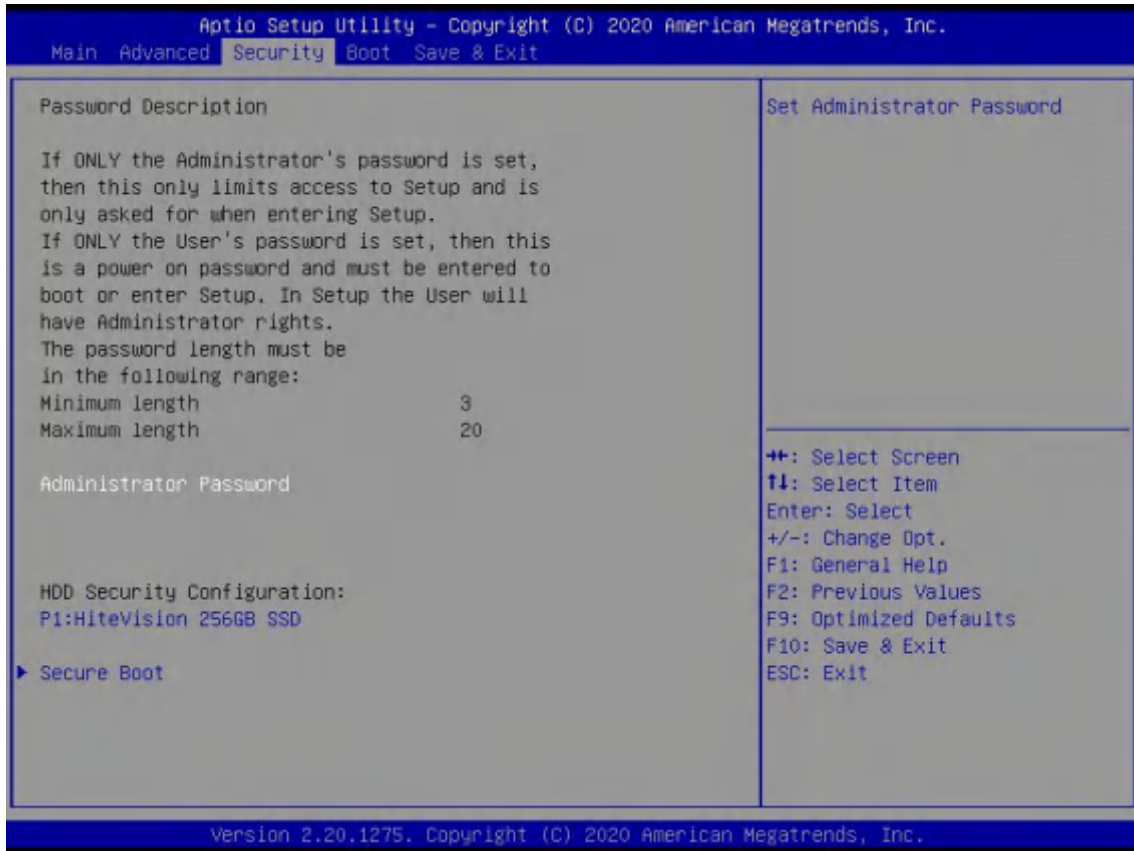 Aptio Setup Utility – Copyright (C) 2020 American Megatrends, Inc.
Main Advanced Security Boot Save & Exit
Password Description
If ONLY the Administrator's password is set,
then this only limits access to Setup and is
only asked for when entering Setup.
If ONLY the User's password is set, then this
is a power on password and must be entered to
boot or enter Setup. In Setup the User will
have Administrator rights.
The password length must be
in the following range:
Minimum length 3
Maximum length 20
Administrator Password
HDD Security Configuration:
P1:HiteVision 256GB SSD
Secure Boot
Set Administrator Password
→←: Select Screen
↑↓: Select Item
Enter: Select
+/-: Change Opt.
F1: General Help
F2: Previous Values
F9: Optimized Defaults
F10: Save & Exit
ESC: Exit
Version 2.20.1275. Copyright (C) 2020 American Megatrends, Inc.